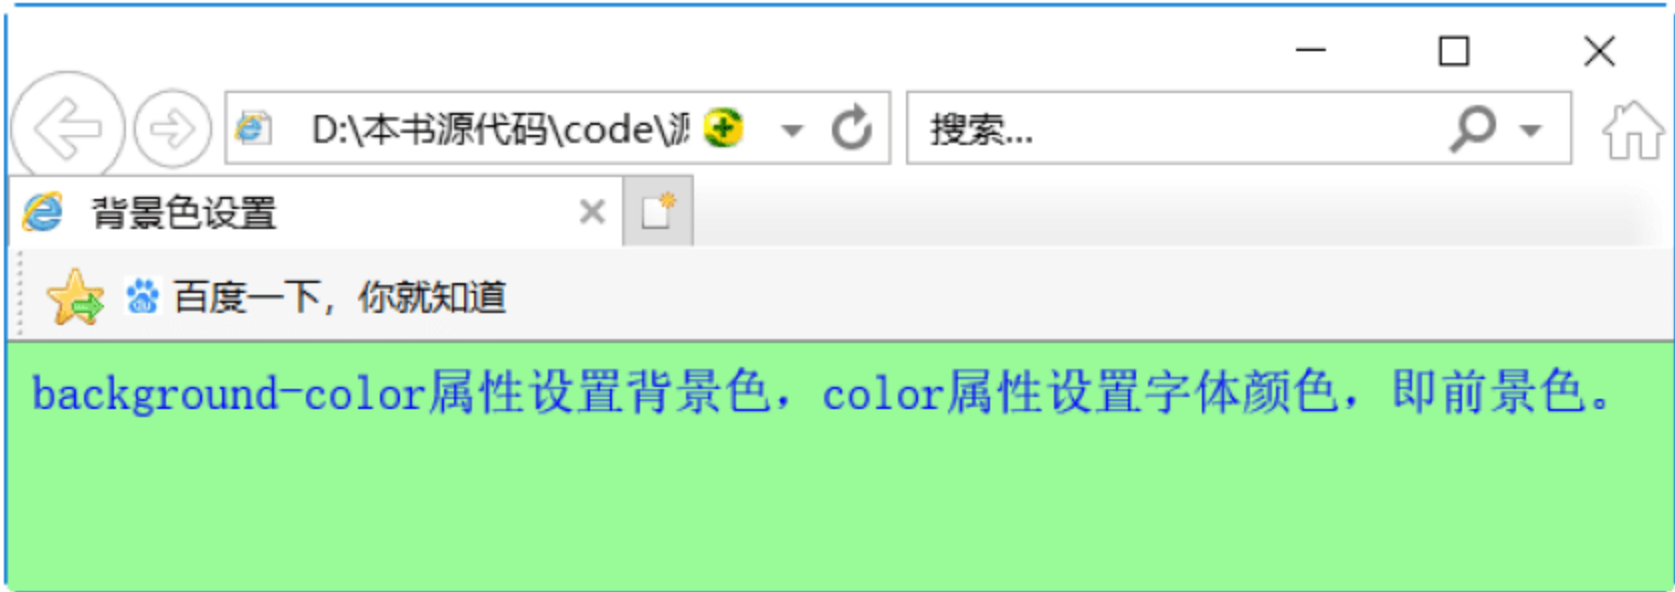 D:\本书源代码\code\
搜索...
背景色设置
百度一下，你就知道
background-color属性设置背景色，color属性设置字体颜色，即前景色。